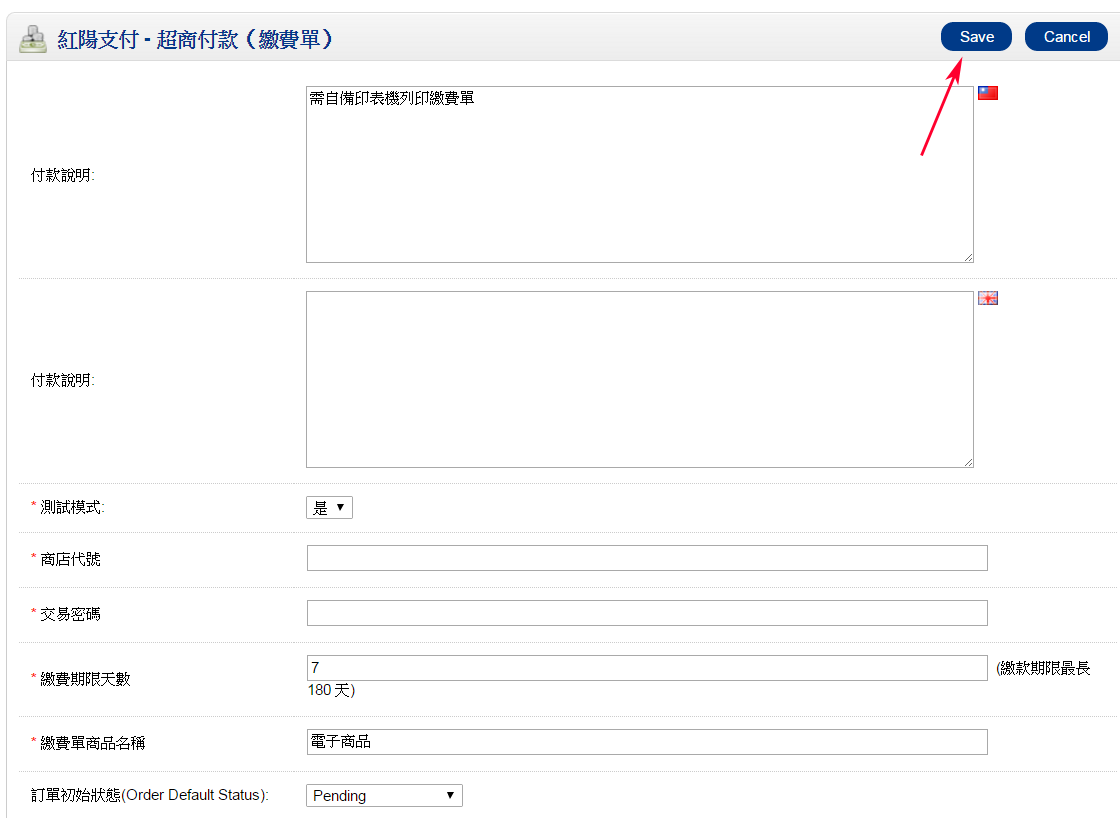 紅陽支付 - 超商付款（繳費單）
Save
Cancel
付款說明:
需自備印表機列印繳費單
付款說明:
* 測試模式:
是
* 商店代號
* 交易密碼
* 繳費期限天數
7
(繳款期限最長
180 天)
* 繳費單商品名稱
電子商品
訂單初始狀態(Order Default Status):
Pending